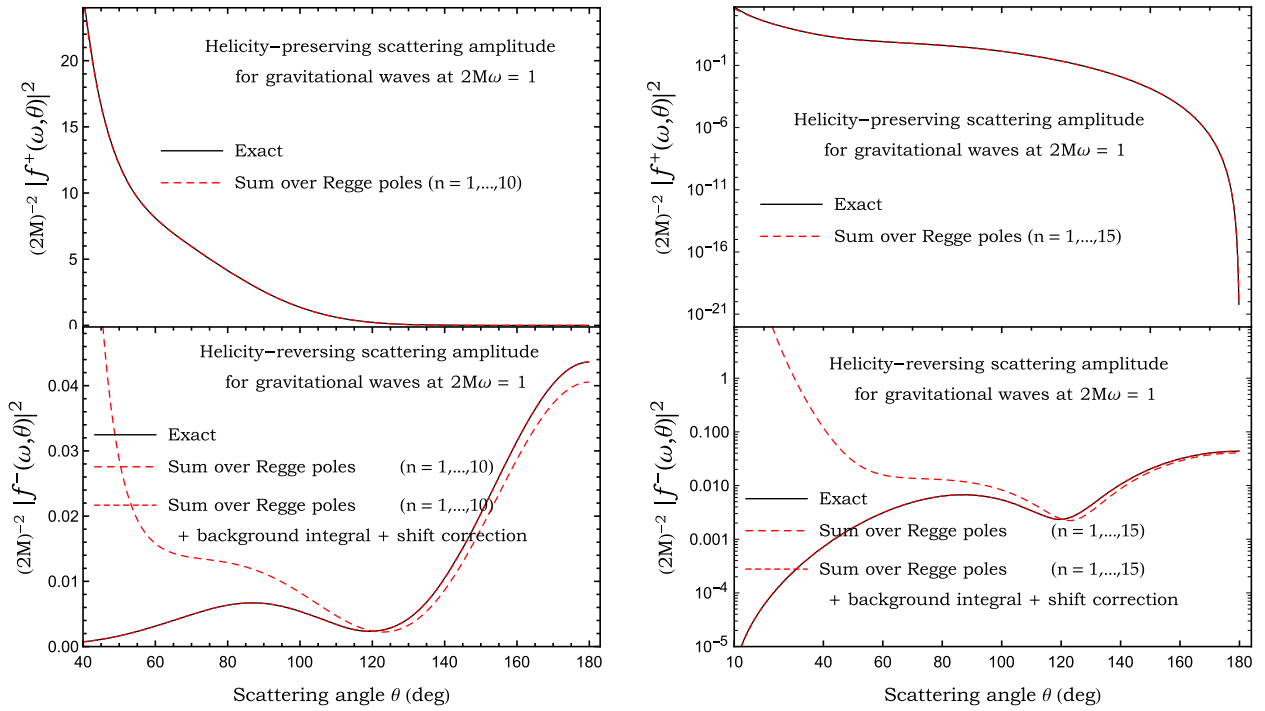 Helicity−preserving scattering amplitude
for gravitational waves at 2Mω = 1
Exact
Sum over Regge poles (n = 1,...,10)
(2M)⁻² |f⁺(ω,θ)|²
20
15
10
5
0
Helicity−reversing scattering amplitude
for gravitational waves at 2Mω = 1
Exact
Sum over Regge poles (n = 1,...,10)
Sum over Regge poles (n = 1,...,10)
+ background integral + shift correction
(2M)⁻² |f⁻(ω,θ)|²
0.04
0.03
0.02
0.01
0.00
40 60 80 100 120 140 160 180
Scattering angle θ (deg)
Helicity−preserving scattering amplitude
for gravitational waves at 2Mω = 1
Exact
Sum over Regge poles (n = 1,...,15)
(2M)⁻² |f⁺(ω,θ)|²
10⁻¹
10⁻⁶
10⁻¹¹
10⁻¹⁶
10⁻²¹
Helicity−reversing scattering amplitude
for gravitational waves at 2Mω = 1
Exact
Sum over Regge poles (n = 1,...,15)
Sum over Regge poles (n = 1,...,15)
+ background integral + shift correction
(2M)⁻² |f⁻(ω,θ)|²
1
0.100
0.010
0.001
10⁻⁴
10⁻⁵
10 40 60 80 100 120 140 160 180
Scattering angle θ (deg)